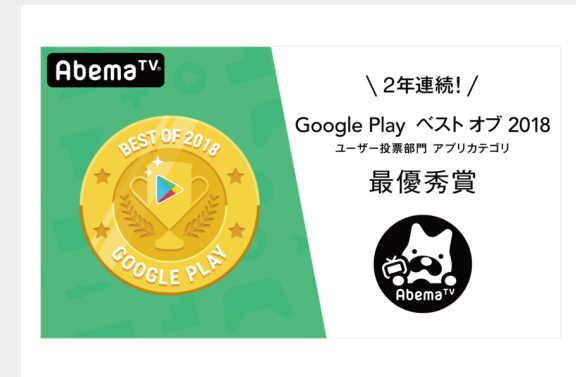 AbemaTV
BEST OF 2018
GOOGLE PLAY
\ 2年連続! /
Google Play ベスト オブ 2018
ユーザー投票部門 アプリカテゴリ
最優秀賞
AbemaTV